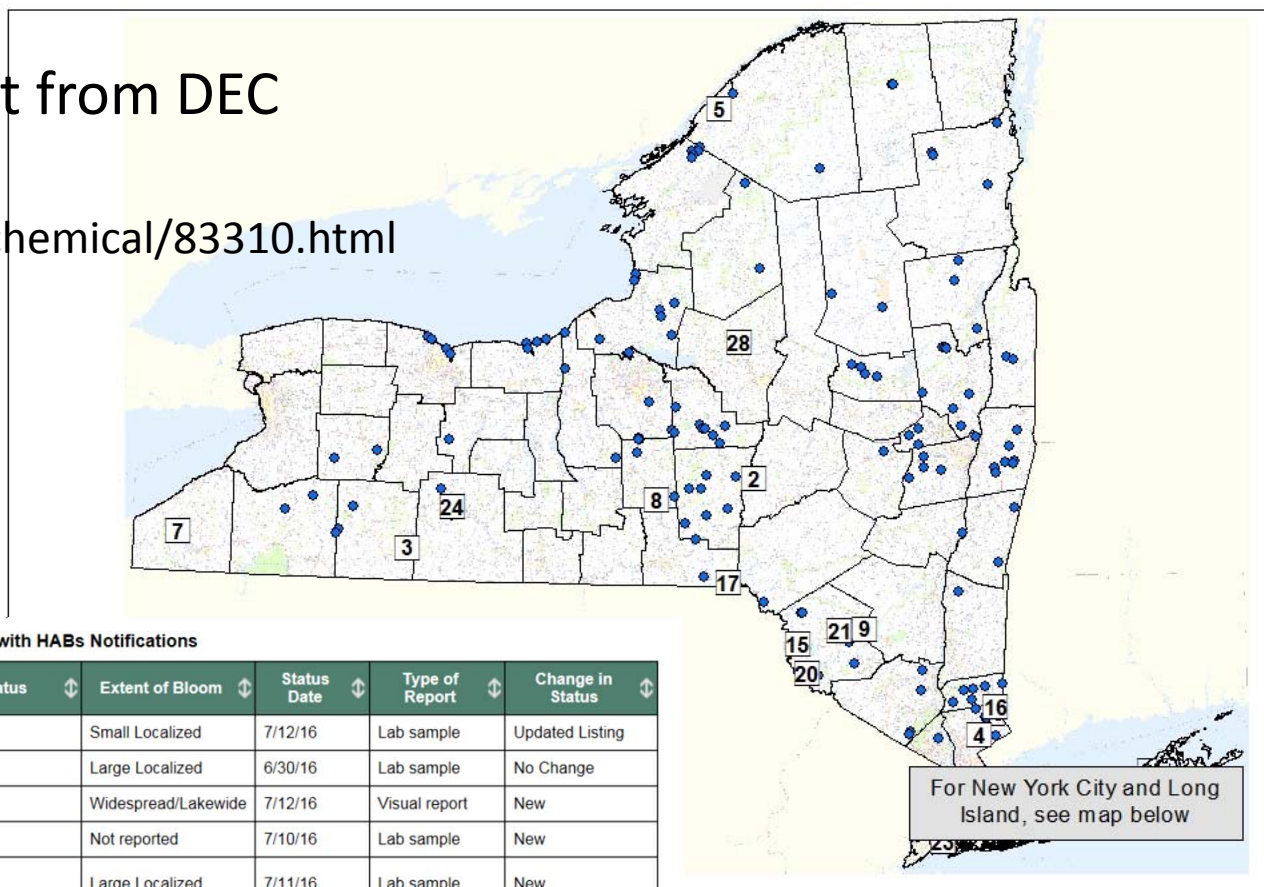 t from DEC
hemical/83310.html
5
28
2
8
24
7
3
17
21 9
15
20
16
4
For New York City and Long
Island, see map below
23
with HABs Notifications
atus Extent of Bloom Status Date Type of Report Change in Status
Small Localized 7/12/16 Lab sample Updated Listing
Large Localized 6/30/16 Lab sample No Change
Widespread/Lakewide 7/12/16 Visual report New
Not reported 7/10/16 Lab sample New
Large Localized 7/11/16 Lab sample New